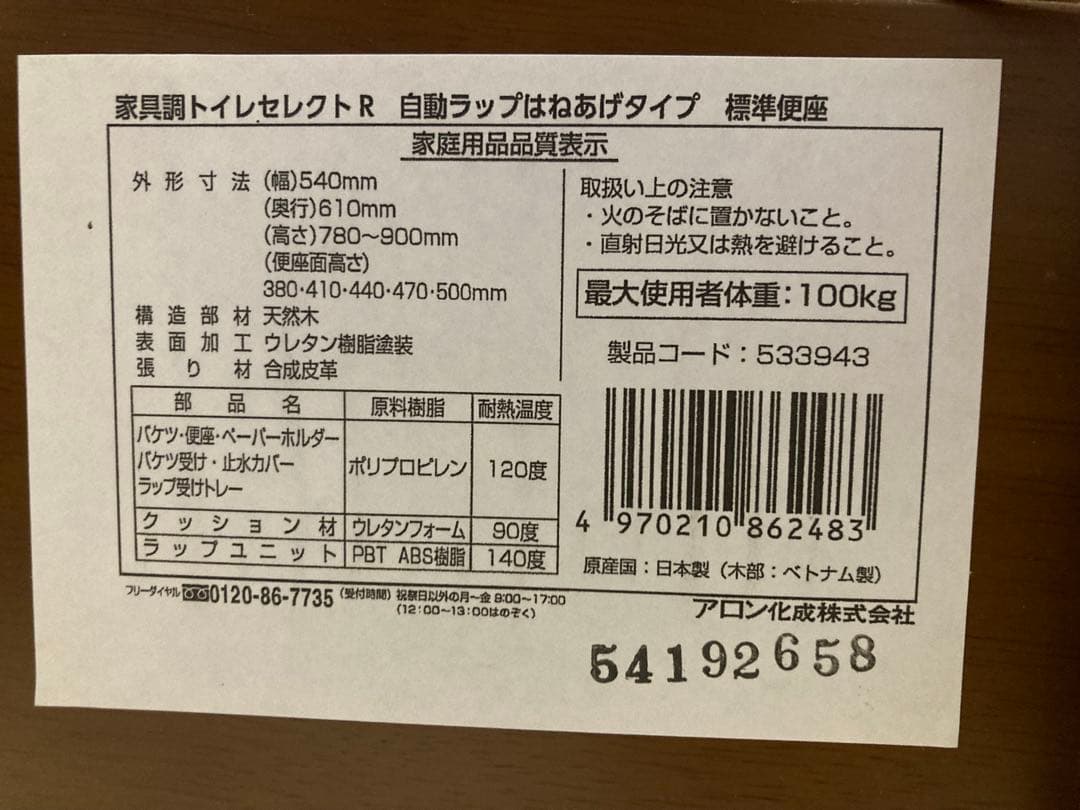 家具調トイレセレクトR 自動ラップはねあげタイプ 標準便座
家庭用品品質表示
外形寸法 (幅)540mm
(奥行)610mm
(高さ)780～900mm
(便座面高さ)
380･410･440･470･500mm
構造部材 天然木
表面加工 ウレタン樹脂塗装
張り材 合成皮革
取扱い上の注意
・火のそばに置かないこと。
・直射日光又は熱を避けること。
最大使用者体重：100kg
製品コード：533943
部品名 原料樹脂 耐熱温度
バケツ・便座・ペーパーホルダー
バケツ受け・止水カバー ポリプロピレン 120度
ラップ受けトレー
クッション材 ウレタンフォーム 90度
ラップユニット PBT ABS樹脂 140度
4 970210 862483
原産国：日本製（木部：ベトナム製）
フリーダイヤル 0120-86-7735 (受付時間) 祝祭日以外の月～金 9:00～17:00
(12:00～13:00はのぞく)
アロン化成株式会社
54192658